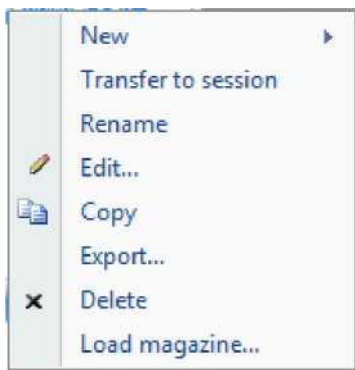 New
Transfer to session
Rename
Edit...
Copy
Export...
Delete
Load magazine...